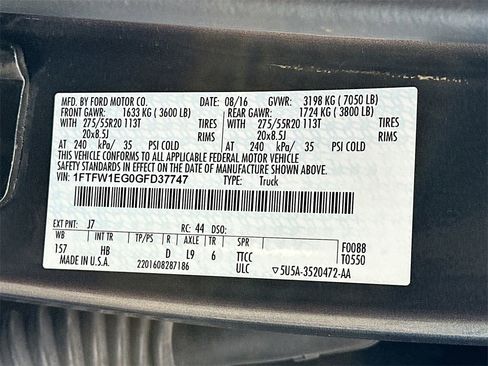 MFD. BY FORD MOTOR CO. DATE: 08/16 GVWR: 3198 KG ( 7050 LB)
FRONT GAWR: 1633 KG ( 3600 LB) REAR GAWR: 1724 KG ( 3800 LB)
WITH 275/55R20 113T TIRES WITH 275/55R20 113T TIRES
20x8.5J RIMS 20x8.5J RIMS
AT 240 kPa/ 35 PSI COLD AT 240 kPa/ 35 PSI COLD
THIS VEHICLE CONFORMS TO ALL APPLICABLE FEDERAL MOTOR VEHICLE
SAFETY STANDARDS IN EFFECT ON THE DATE OF MANUFACTURE SHOWN ABOVE.
VIN: 1FTFW1EG0GFD37747 TYPE: Truck
EXT PNT: J7 RC: 44 DSO:
WB INT TR D R AXLE TR SPR F0088
157 HB D L9 6 TTCC T0550
MADE IN U.S.A. 2201608287186 ULC 5U5A-3520472-AA